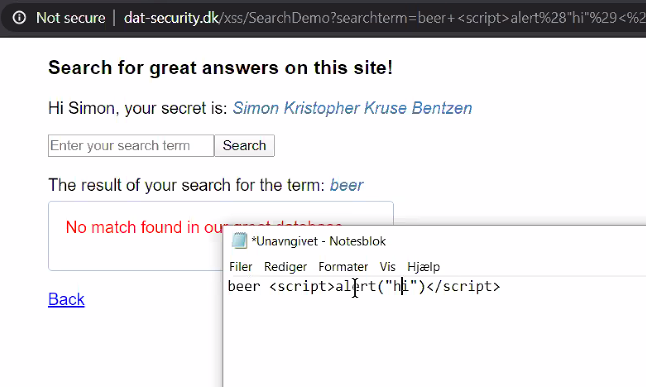 Not secure | dat-security.dk/xss/SearchDemo?searchterm=beer+<script>alert%28"hi"%29<%2
Search for great answers on this site!
Hi Simon, your secret is: Simon Kristopher Kruse Bentzen
Enter your search term Search
The result of your search for the term: beer
No match found in our great database
*Unavngivet - Notesblok
Filer Rediger Formater Vis Hjælp
beer <script>alert("hi")</script>
Back